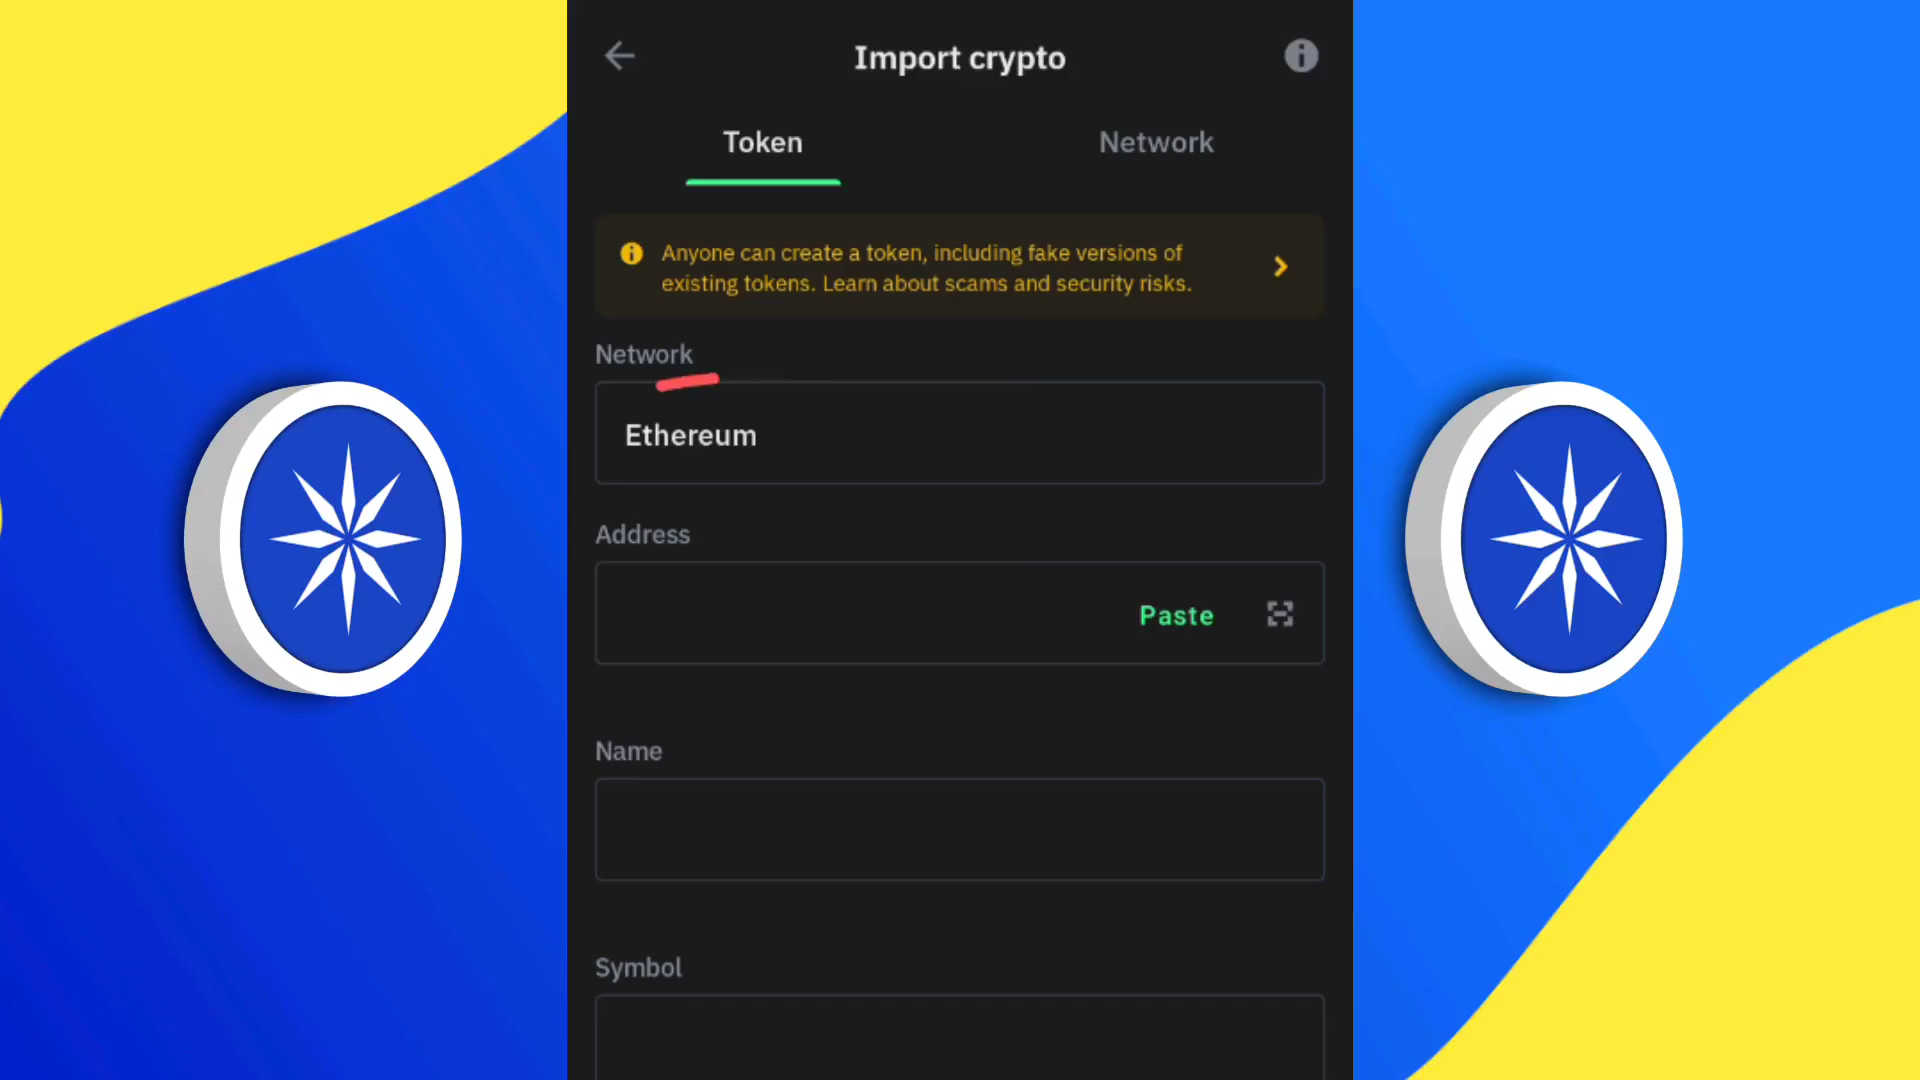 Import crypto
Token
Network
Anyone can create a token, including fake versions of
existing tokens. Learn about scams and security risks.
Network
Ethereum
Address
Paste
Name
Symbol